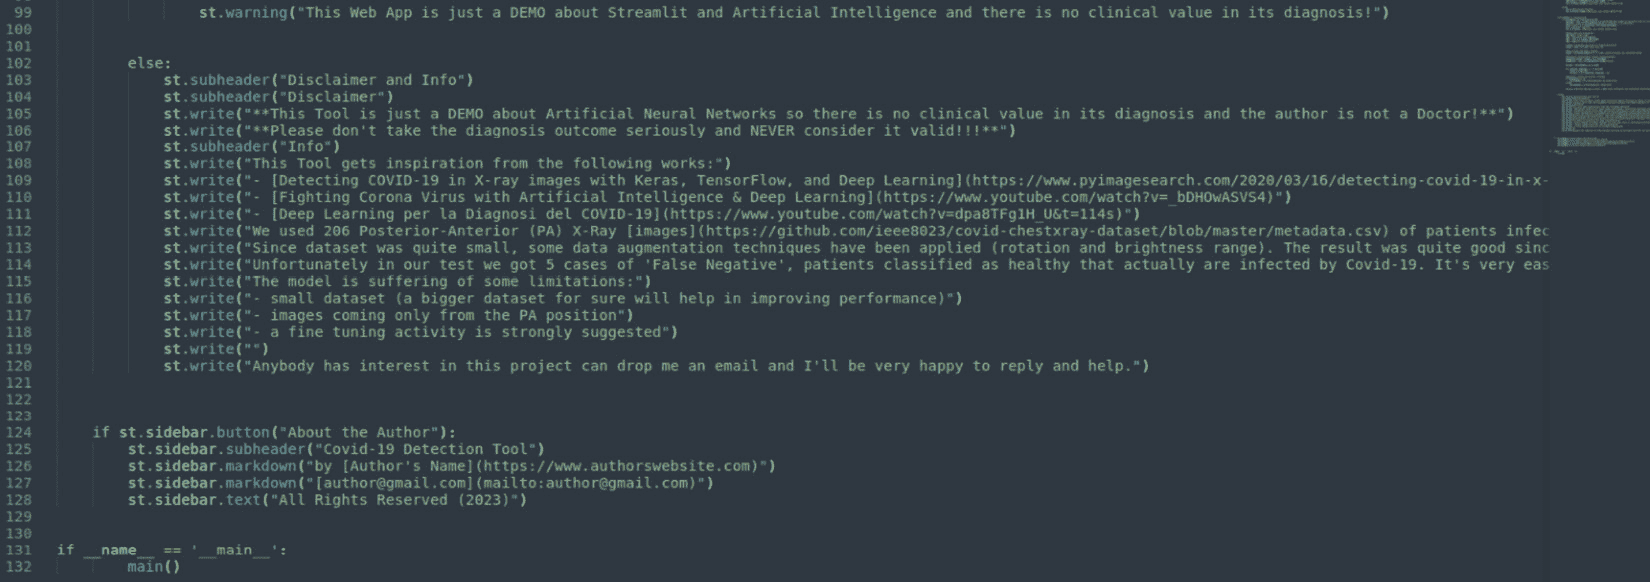 99 st.warning("This Web App is just a DEMO about Streamlit and Artificial Intelligence and there is no clinical value in its diagnosis!")
100
101
102 else:
103 st.subheader("Disclaimer and Info")
104 st.subheader("Disclaimer")
105 st.write("**This Tool is just a DEMO about Artificial Neural Networks so there is no clinical value in its diagnosis and the author is not a Doctor!**")
106 st.write("**Please don't take the diagnosis outcome seriously and NEVER consider it valid!!!**")
107 st.subheader("Info")
108 st.write("This Tool gets inspiration from the following works:")
109 st.write("- [Detecting COVID-19 in X-ray images with Keras, TensorFlow, and Deep Learning](https://www.pyimagesearch.com/2020/03/16/detecting-covid-19-in-x-
110 st.write("- [Fighting Corona Virus with Artificial Intelligence & Deep Learning](https://www.youtube.com/watch?v=_bDHOwASVS4)")
111 st.write("- [Deep Learning per la Diagnosi del COVID-19](https://www.youtube.com/watch?v=dpa8TFg1H_U&t=114s)")
112 st.write("We used 206 Posterior-Anterior (PA) X-Ray [images](https://github.com/ieee8023/covid-chestxray-dataset/blob/master/metadata.csv) of patients infec
113 st.write("Since dataset was quite small, some data augmentation techniques have been applied (rotation and brightness range). The result was quite good sinc
114 st.write("Unfortunately in our test we got 5 cases of 'False Negative', patients classified as healthy that actually are infected by Covid-19. It's very eas
115 st.write("The model is suffering of some limitations:")
116 st.write("- small dataset (a bigger dataset for sure will help in improving performance)")
117 st.write("- images coming only from the PA position")
118 st.write("- a fine tuning activity is strongly suggested")
119 st.write("")
120 st.write("Anybody has interest in this project can drop me an email and I'll be very happy to reply and help.")
121
122
123
124 if st.sidebar.button("About the Author"):
125 st.sidebar.subheader("Covid-19 Detection Tool")
126 st.sidebar.markdown("by [Author's Name](https://www.authorswebsite.com)")
127 st.sidebar.markdown("[author@gmail.com](mailto:author@gmail.com)")
128 st.sidebar.text("All Rights Reserved (2023)")
129
130
131 if __name__ == '__main__':
132 main()